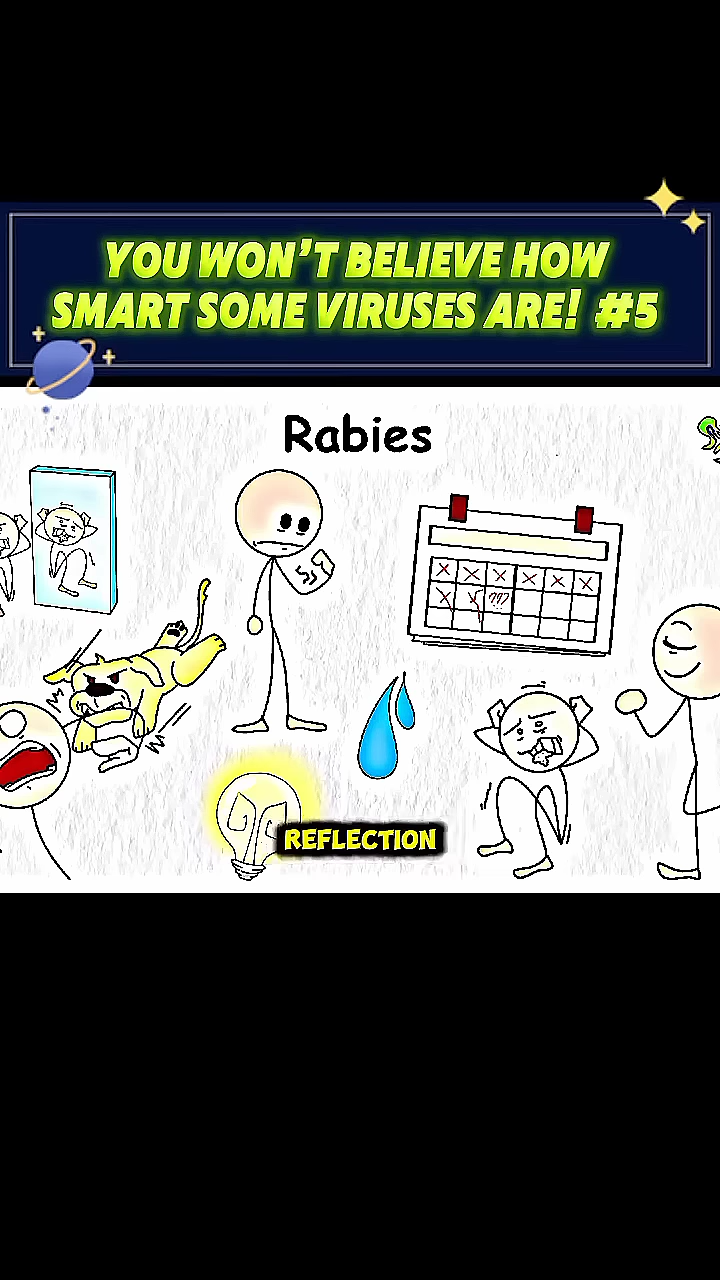 YOU WON'T BELIEVE HOW
SMART SOME VIRUSES ARE! #5
Rabies
???
REFLECTION